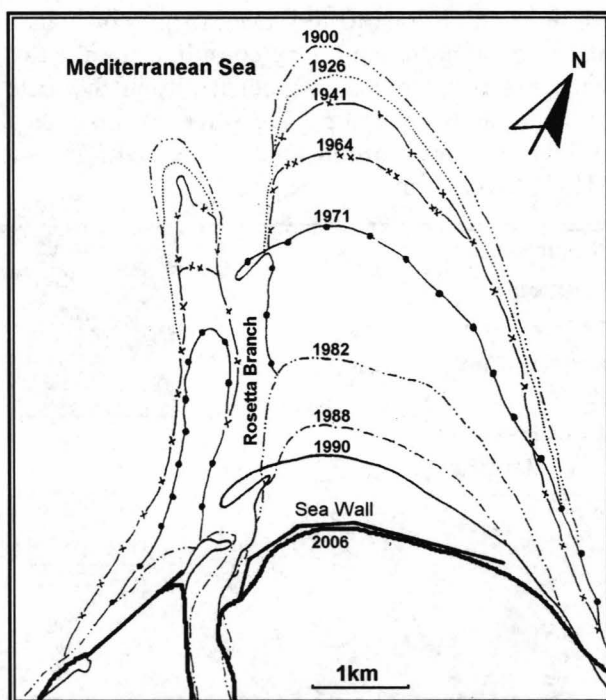 1900
Mediterranean Sea
1926
N
1941
1964
1971
Rosetta Branch
1982
1988
1990
Sea Wall
2006
1km